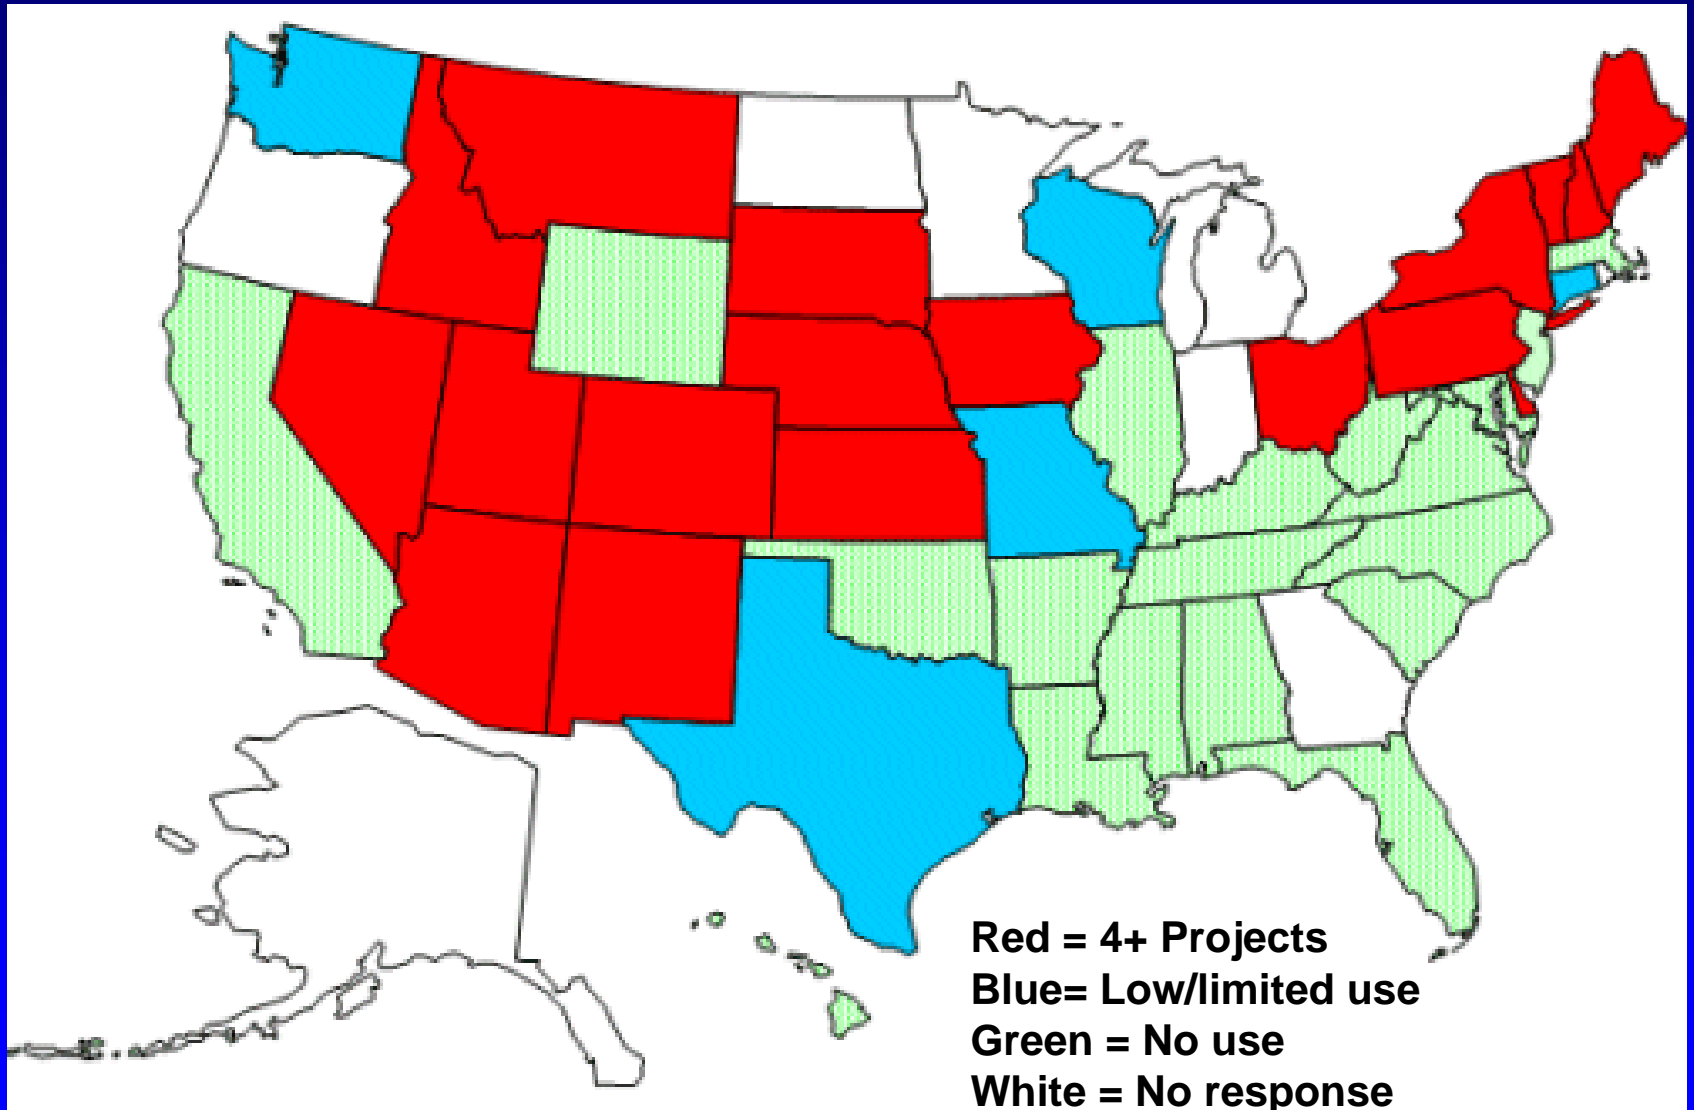 Red = 4+ Projects
Blue= Low/limited use
Green = No use
White = No response